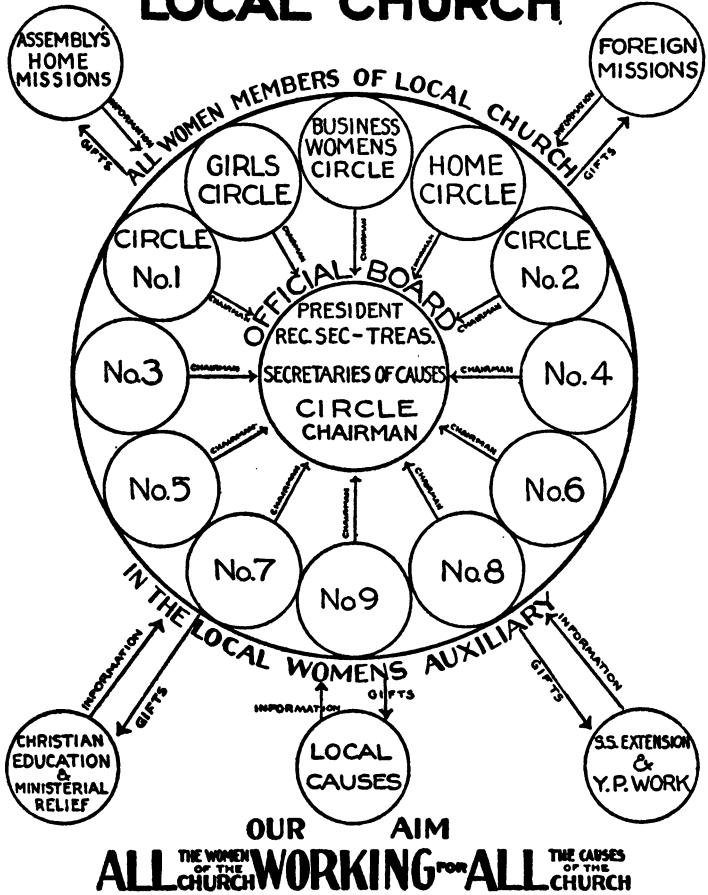 LOCAL CHURCH
ASSEMBLY'S
HOME
MISSIONS
FOREIGN
MISSIONS
INFORMATION
GIFTS
INFORMATION
GIFTS
ALL WOMEN MEMBERS OF LOCAL CHURCH
BUSINESS
WOMENS
CIRCLE
GIRLS
CIRCLE
HOME
CIRCLE
CHAIRMAN
CHAIRMAN
CHAIRMAN
CIRCLE
No.1
CIRCLE
No.2
CHAIRMAN
CHAIRMAN
OFFICIAL BOARD
PRESIDENT
REC. SEC-TREAS.
SECRETARIES OF CAUSES
CIRCLE
CHAIRMAN
No.3
CHAIRMAN
CHAIRMAN
No.4
No.5
CHAIRMAN
CHAIRMAN
No.6
No.7
CHAIRMAN
CHAIRMAN
CHAIRMAN
No.8
No9
IN THE LOCAL WOMENS AUXILIARY
INFORMATION
GIFTS
INFORMATION
GIFTS
GIFTS
INFORMATION
CHRISTIAN
EDUCATION
&
MINISTERIAL
RELIEF
LOCAL
CAUSES
S.S. EXTENSION
&
Y.P. WORK
OUR AIM
ALL THE WOMEN OF THE CHURCH WORKING FOR ALL THE CAUSES OF THE CHURCH